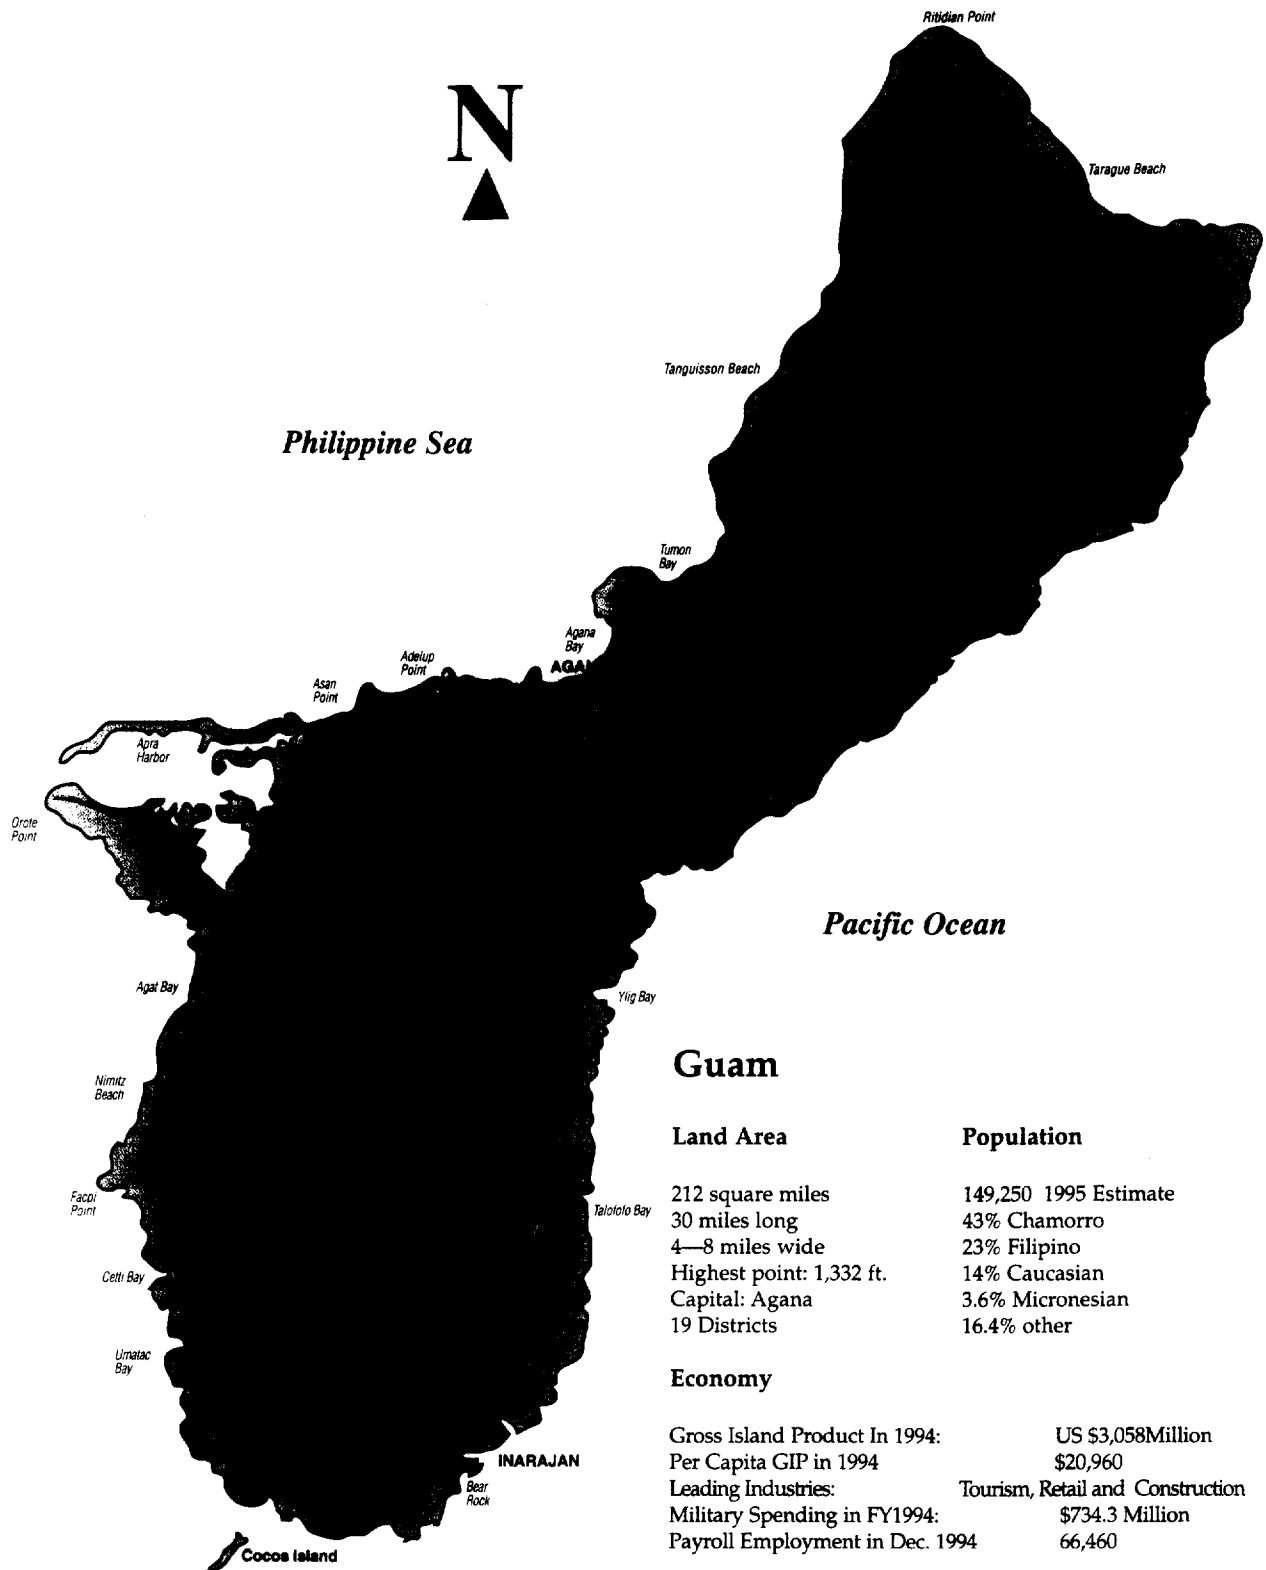 Ritidian Point
N
Tarague Beach
Tanguisson Beach
Philippine Sea
Tumon
Bay
Agana
Bay
Adelup
Point
Asan
Point
Apra
Harbor
Orote
Point
Pacific Ocean
Agat Bay
Ylig Bay
Nimitz
Beach
Facpi
Point
Talofofo Bay
Cetti Bay
Umatac
Bay
INARAJAN
Bear
Rock
Cocos Island
Guam
Land Area
212 square miles
30 miles long
4—8 miles wide
Highest point: 1,332 ft.
Capital: Agana
19 Districts
Population
149,250 1995 Estimate
43% Chamorro
23% Filipino
14% Caucasian
3.6% Micronesian
16.4% other
Economy
Gross Island Product In 1994: US $3,058Million
Per Capita GIP in 1994 $20,960
Leading Industries: Tourism, Retail and Construction
Military Spending in FY1994: $734.3 Million
Payroll Employment in Dec. 1994 66,460